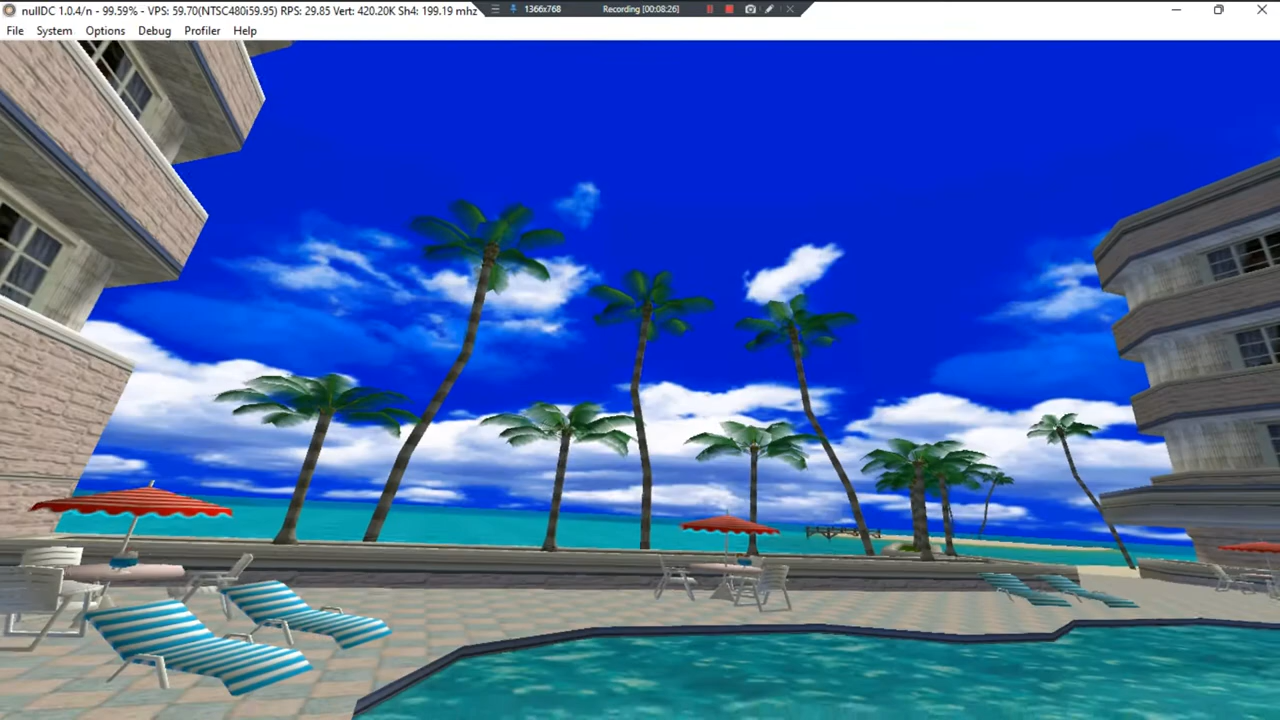 nullDC 1.0.4/n - 99.59% - VPS: 59.70(NTSC480i59.95) RPS: 29.85 Vert: 420.20K Sh4: 199.19 mhz
1366x768
Recording [00:08:26]
File System Options Debug Profiler Help